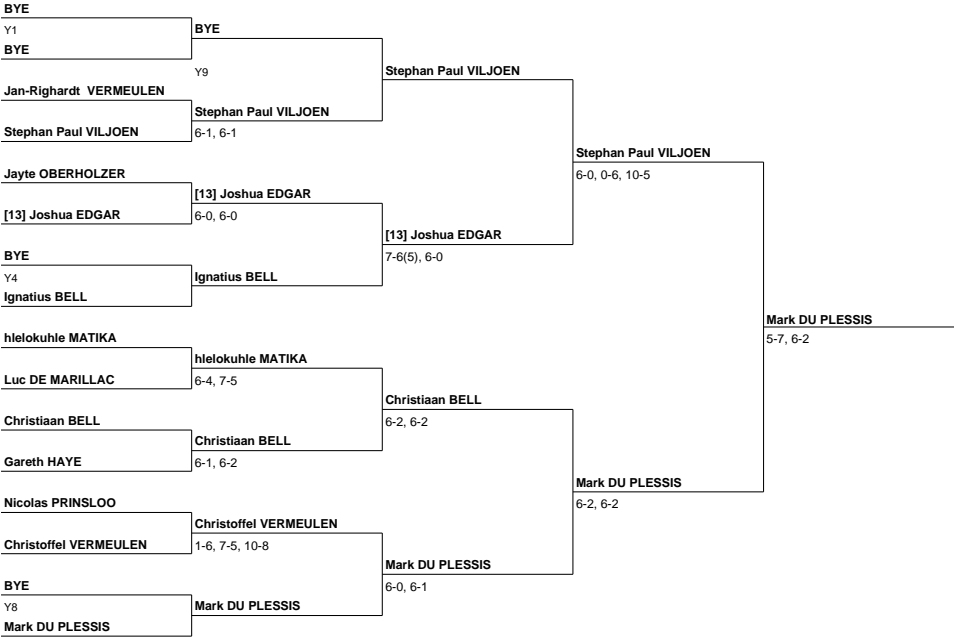 BYE
Y1
BYE
BYE
Y9
Stephan Paul VILJOEN
Jan-Righardt VERMEULEN
Stephan Paul VILJOEN
Stephan Paul VILJOEN
6-1, 6-1
Stephan Paul VILJOEN
6-0, 0-6, 10-5
Jayte OBERHOLZER
[13] Joshua EDGAR
[13] Joshua EDGAR
6-0, 6-0
[13] Joshua EDGAR
7-6(5), 6-0
BYE
Y4
Ignatius BELL
Ignatius BELL
Mark DU PLESSIS
5-7, 6-2
hlelokuhle MATIKA
hlelokuhle MATIKA
Luc DE MARILLAC
6-4, 7-5
Christiaan BELL
6-2, 6-2
Christiaan BELL
Christiaan BELL
Gareth HAYE
6-1, 6-2
Mark DU PLESSIS
6-2, 6-2
Nicolas PRINSLOO
Christoffel VERMEULEN
Christoffel VERMEULEN
1-6, 7-5, 10-8
Mark DU PLESSIS
6-0, 6-1
BYE
Y8
Mark DU PLESSIS
Mark DU PLESSIS